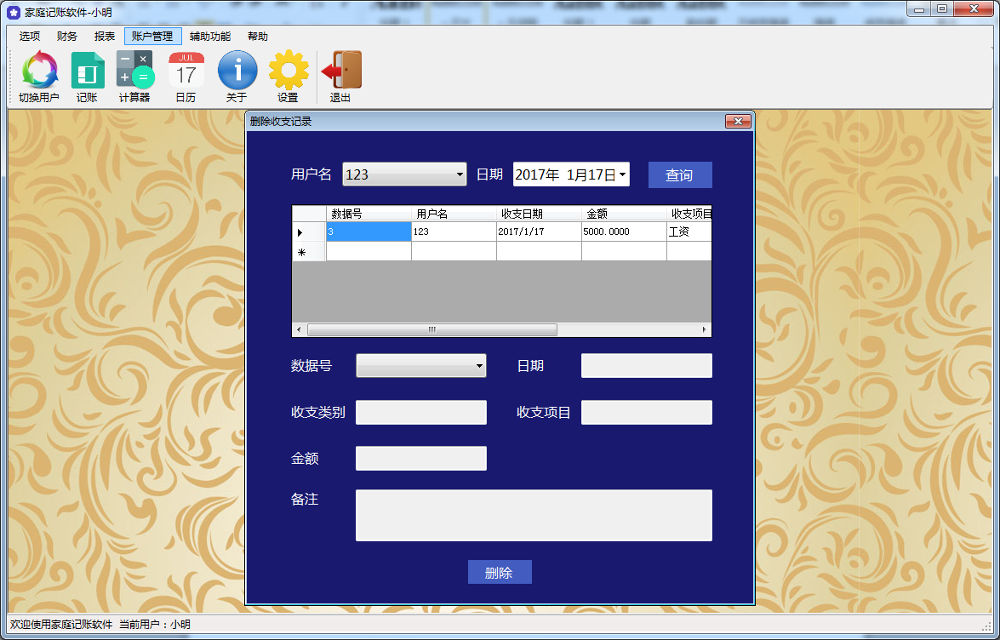 家庭记账软件-小明
选项 财务 报表 账户管理 辅助功能 帮助
JUL
17
切换用户 记账 计算器 日历 关于 设置 退出
删除收支记录
用户名 123 日期 2017年 1月17日 查询
数据号 用户名 收支日期 金额 收支项目
3 123 2017/1/17 5000.0000 工资
数据号 日期
收支类别 收支项目
金额
备注
删除
欢迎使用家庭记账软件 当前用户：小明